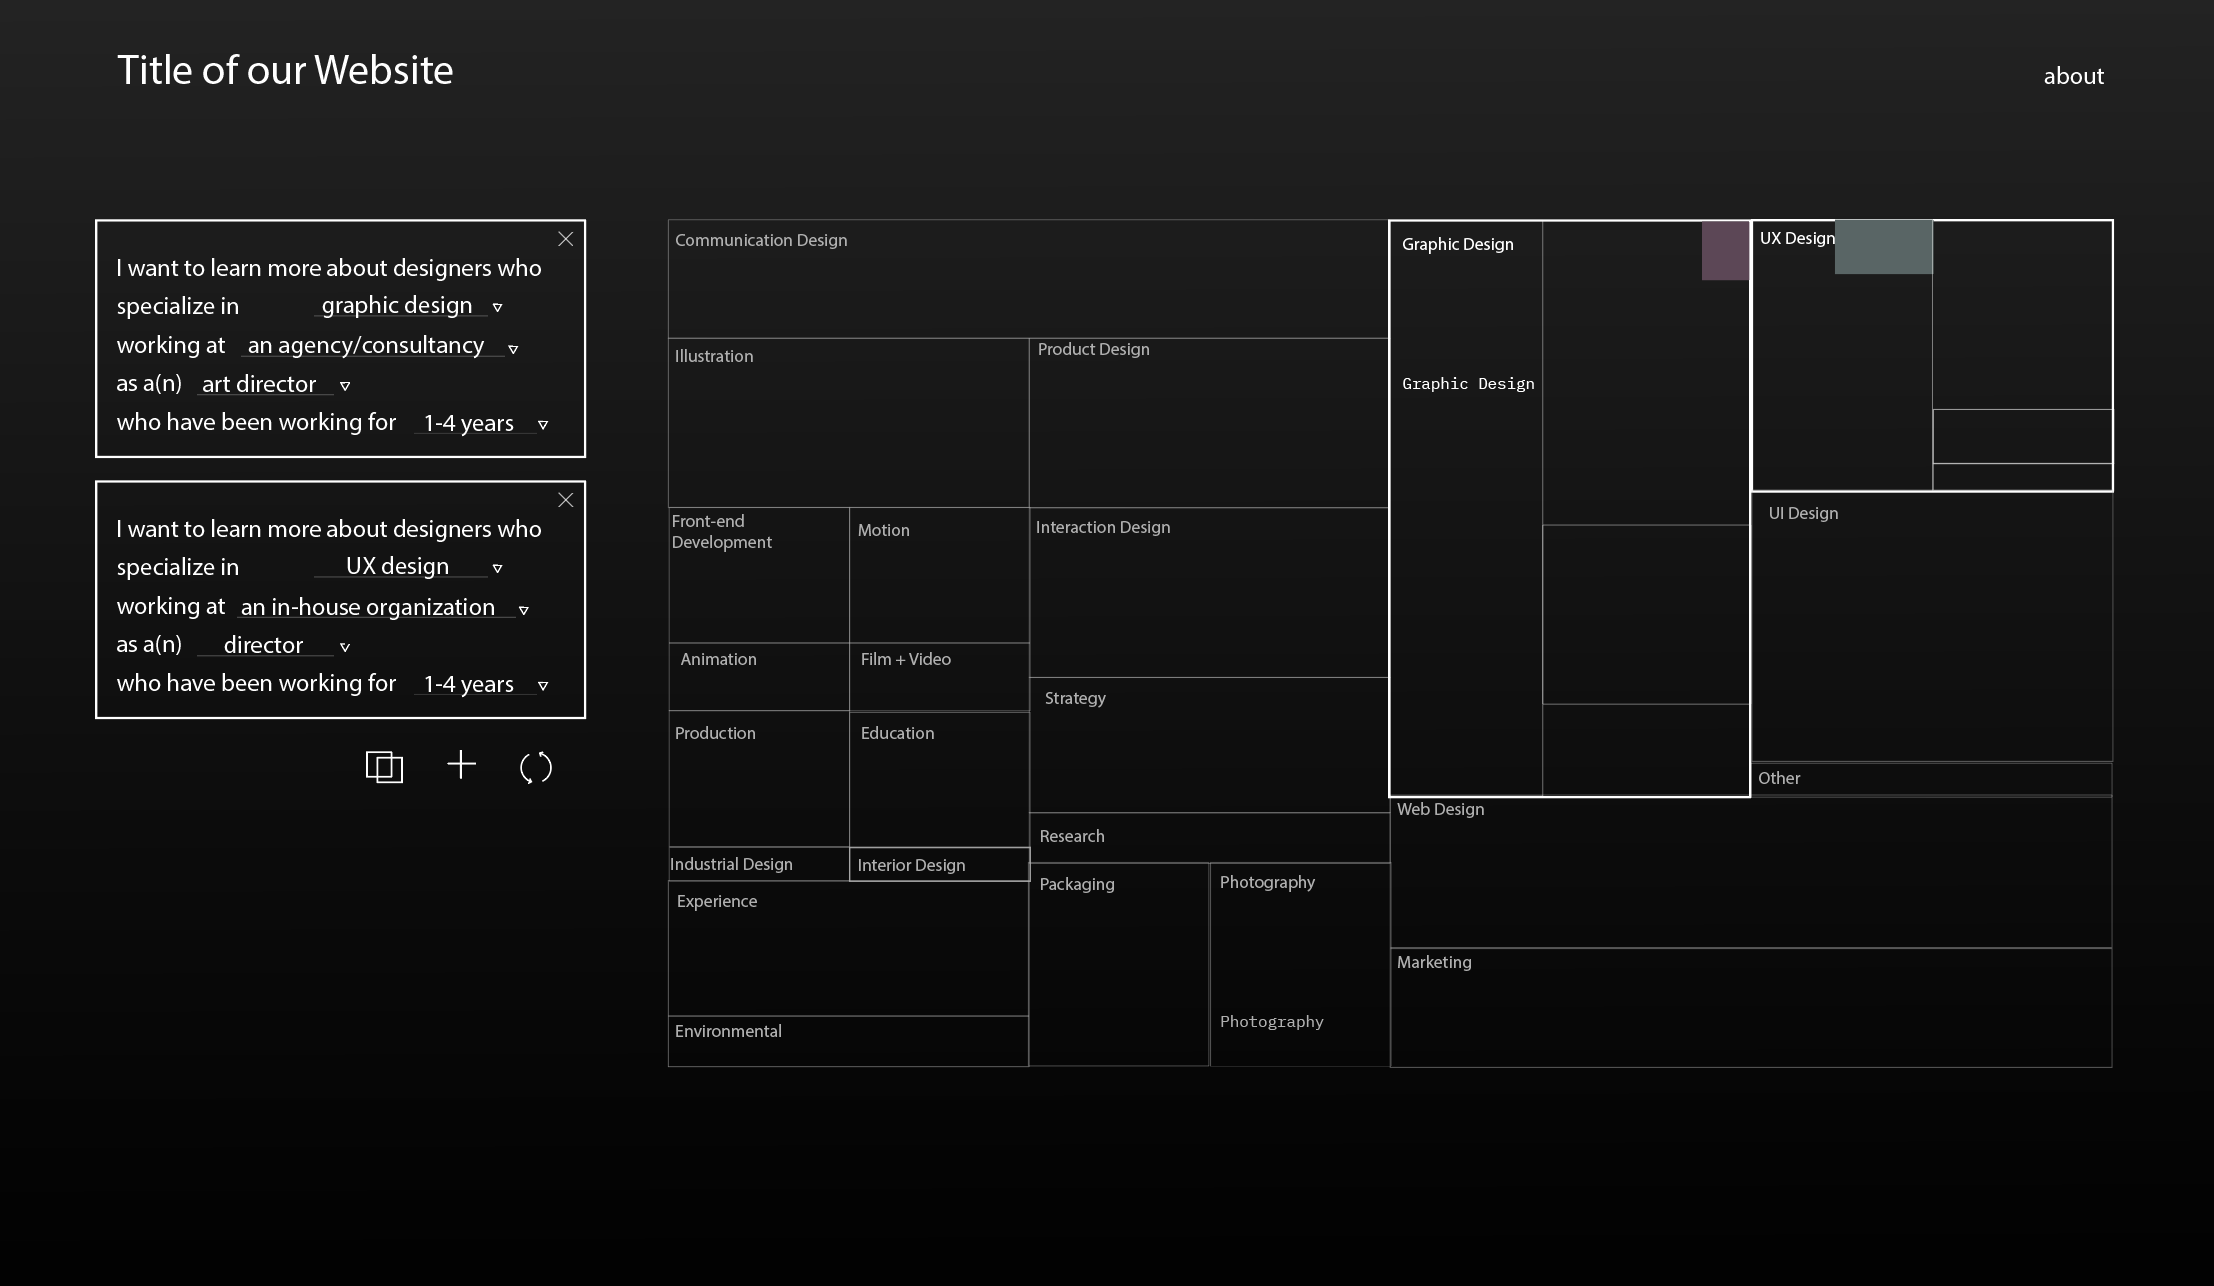 Title of our Website
about
I want to learn more about designers who
specialize in graphic design
working at an agency/consultancy
as a(n) art director
who have been working for 1-4 years
I want to learn more about designers who
specialize in UX design
working at an in-house organization
as a(n) director
who have been working for 1-4 years
Communication Design
Graphic Design
UX Design
Illustration
Product Design
Graphic Design
Front-end
Development
Motion
Interaction Design
UI Design
Animation
Film + Video
Strategy
Production
Education
Other
Web Design
Research
Industrial Design
Interior Design
Packaging
Photography
Experience
Marketing
Photography
Environmental